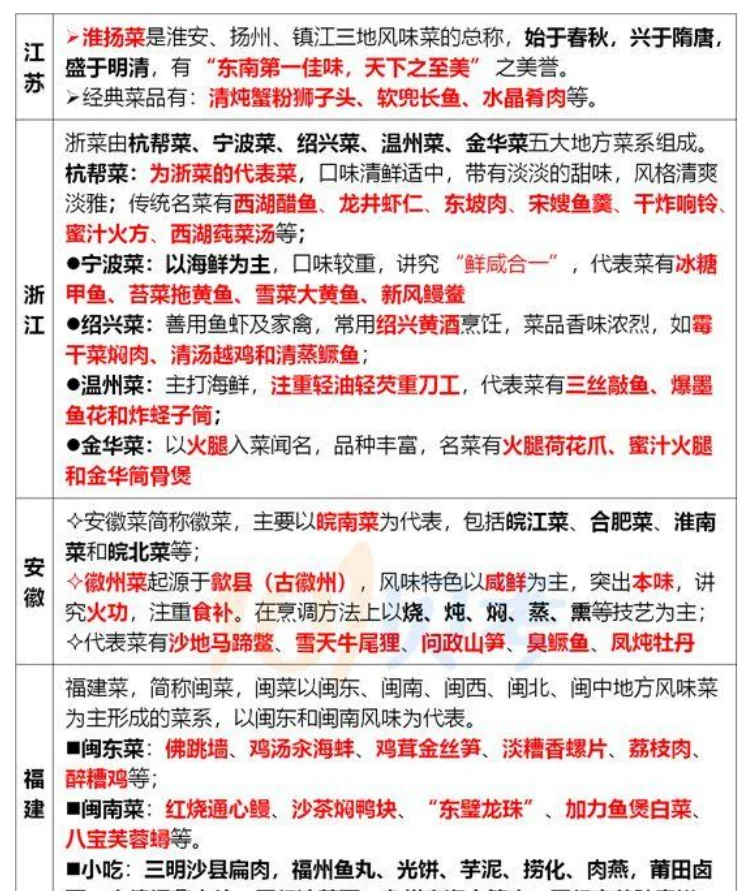 江苏
➢淮扬菜是淮安、扬州、镇江三地风味菜的总称，始于春秋，兴于隋唐，
盛于明清，有“东南第一佳味，天下之至美”之美誉。
➢经典菜品有：清炖蟹粉狮子头、软兜长鱼、水晶肴肉等。
浙江
浙菜由杭帮菜、宁波菜、绍兴菜、温州菜、金华菜五大地方菜系组成。
杭帮菜：为浙菜的代表菜，口味清鲜适中，带有淡淡的甜味，风格清爽
淡雅；传统名菜有西湖醋鱼、龙井虾仁、东坡肉、宋嫂鱼羹、干炸响铃、
蜜汁火方、西湖莼菜汤等；
●宁波菜：以海鲜为主，口味较重，讲究“鲜咸合一”，代表菜有冰糖
甲鱼、苔菜拖黄鱼、雪菜大黄鱼、新风鳗鲞
●绍兴菜：善用鱼虾及家禽，常用绍兴黄酒烹饪，菜品香味浓烈，如霉
干菜焖肉、清汤越鸡和清蒸鳜鱼；
●温州菜：主打海鲜，注重轻油轻芡重刀工，代表菜有三丝敲鱼、爆墨
鱼花和炸蛏子筒；
●金华菜：以火腿入菜闻名，品种丰富，名菜有火腿荷花爪、蜜汁火腿
和金华筒骨煲
安徽
✧安徽菜简称徽菜，主要以皖南菜为代表，包括皖江菜、合肥菜、淮南
菜和皖北菜等；
✧徽州菜起源于歙县（古徽州），风味特色以咸鲜为主，突出本味，讲
究火功，注重食补。在烹调方法上以烧、炖、焖、蒸、熏等技艺为主；
✧代表菜有沙地马蹄鳖、雪天牛尾狸、问政山笋、臭鳜鱼、凤炖牡丹
福建
福建菜，简称闽菜，闽菜以闽东、闽南、闽西、闽北、闽中地方风味菜
为主形成的菜系，以闽东和闽南风味为代表。
■闽东菜：佛跳墙、鸡汤汆海蚌、鸡茸金丝笋、淡糟香螺片、荔枝肉、
醉糟鸡等；
■闽南菜：红烧通心鳗、沙茶焖鸭块、“东璧龙珠”、加力鱼煲白菜、
八宝芙蓉蟳等。
■小吃：三明沙县扁肉，福州鱼丸、光饼、芋泥、捞化、肉燕，莆田卤